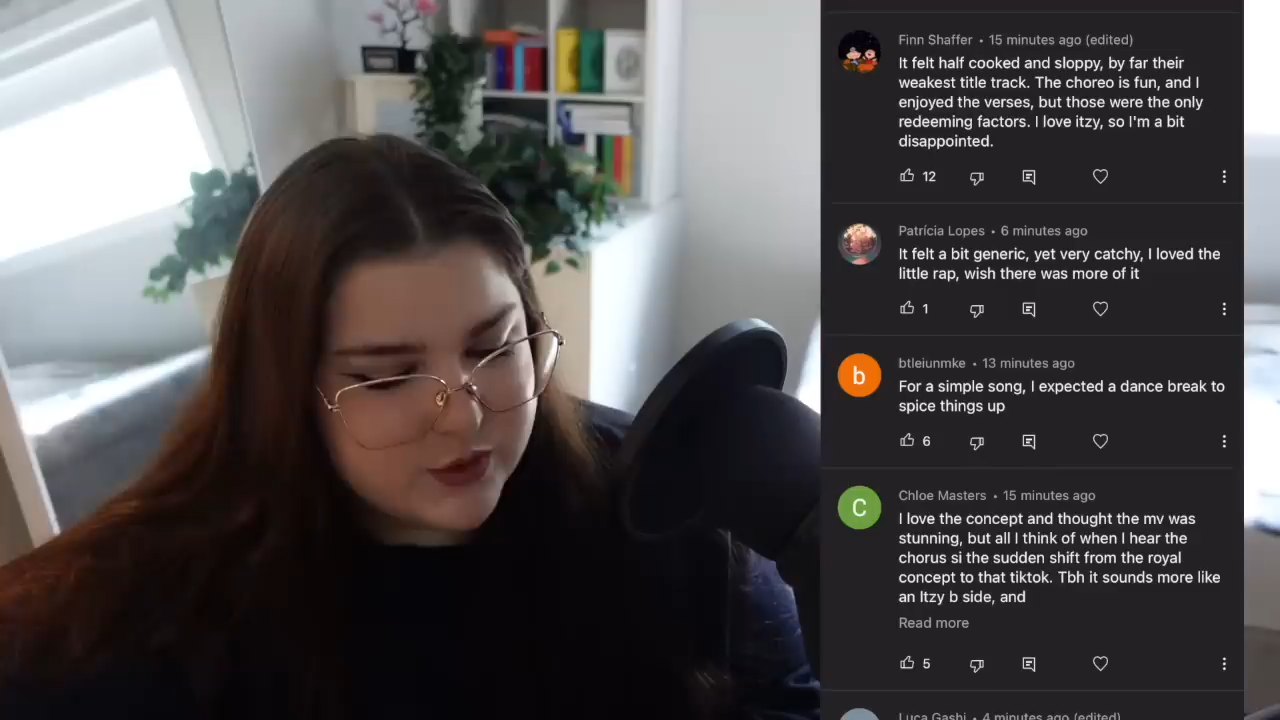 Finn Shaffer • 15 minutes ago (edited)
It felt half cooked and sloppy, by far their
weakest title track. The choreo is fun, and I
enjoyed the verses, but those were the only
redeeming factors. I love itzy, so I'm a bit
disappointed.
12
Patrícia Lopes • 6 minutes ago
It felt a bit generic, yet very catchy, I loved the
little rap, wish there was more of it
1
b
btleiunmke • 13 minutes ago
For a simple song, I expected a dance break to
spice things up
6
C
Chloe Masters • 15 minutes ago
I love the concept and thought the mv was
stunning, but all I think of when I hear the
chorus si the sudden shift from the royal
concept to that tiktok. Tbh it sounds more like
an Itzy b side, and
Read more
5
Luca Gashi • 4 minutes ago (edited)